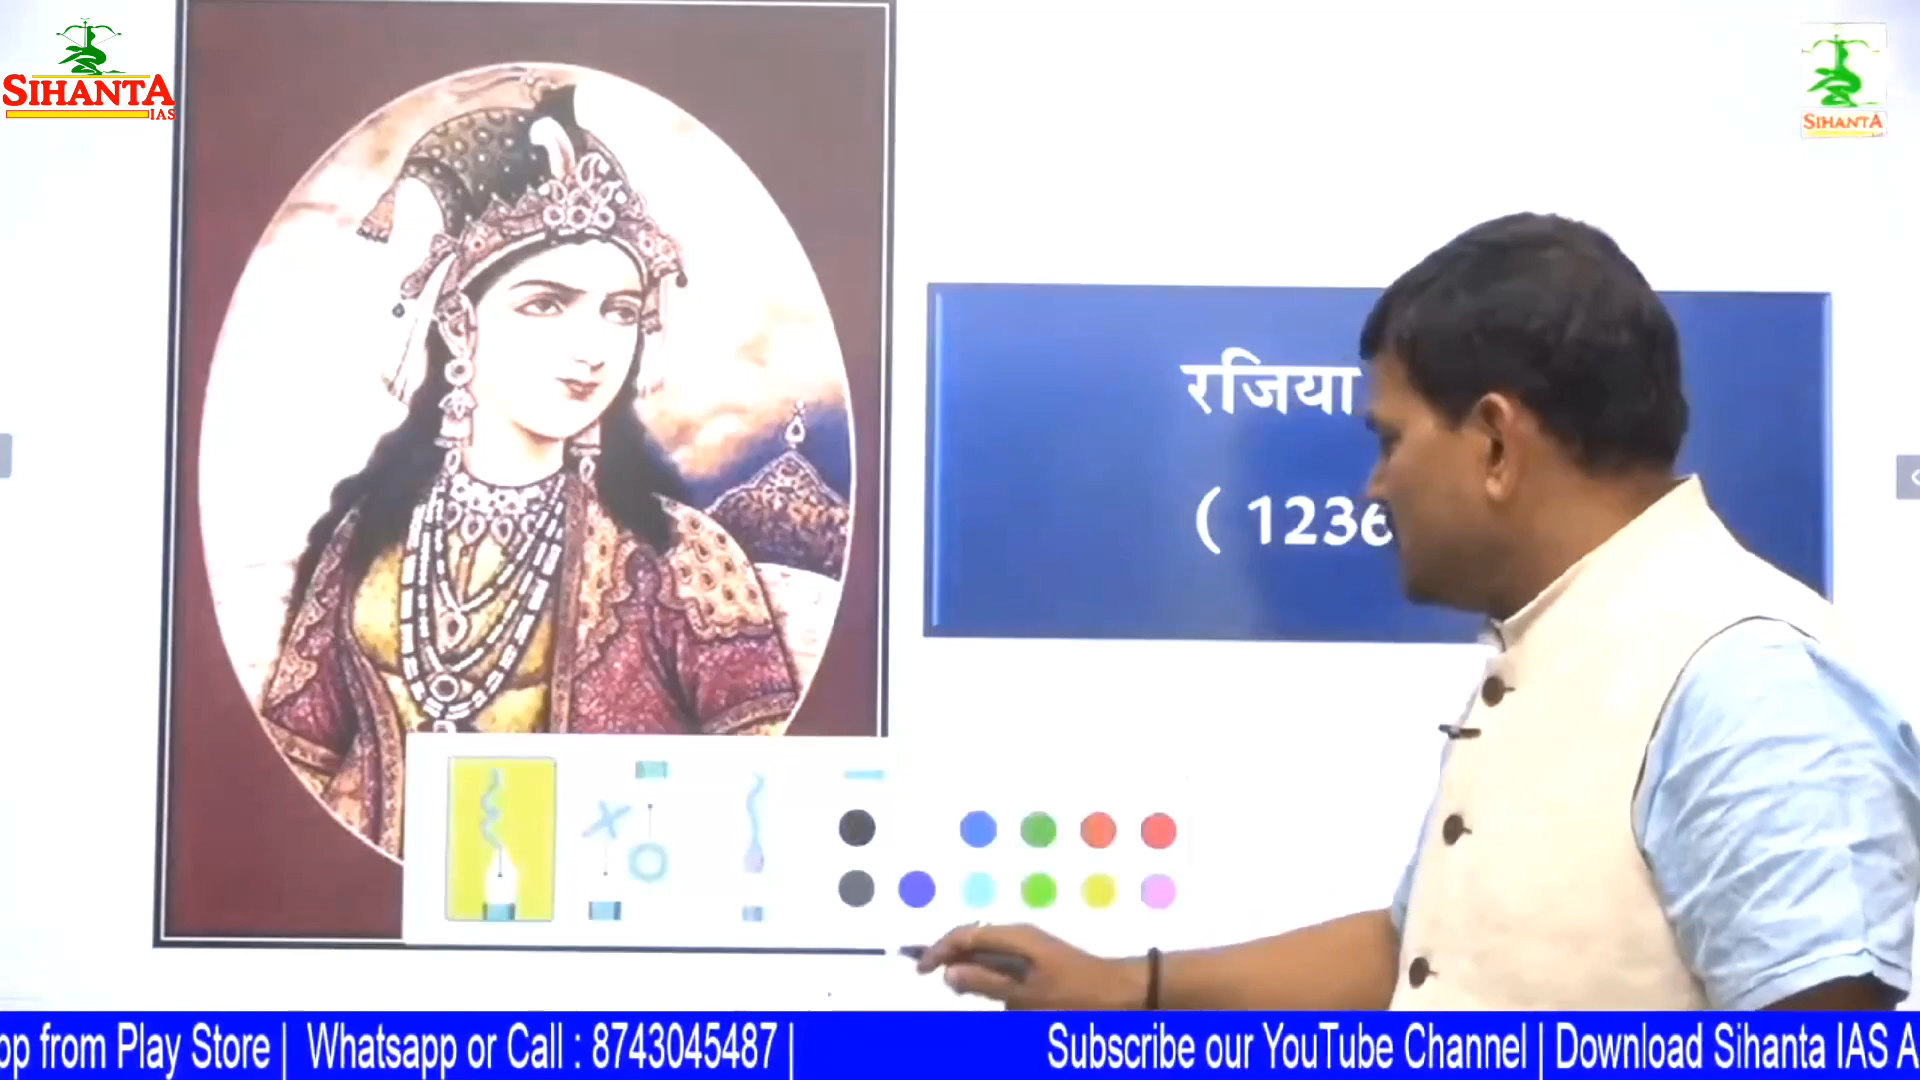 SIHANTA
IAS
SIHANTA
रजिया
( 1236
pp from Play Store | Whatsapp or Call : 8743045487 |
Subscribe our YouTube Channel | Download Sihanta IAS A